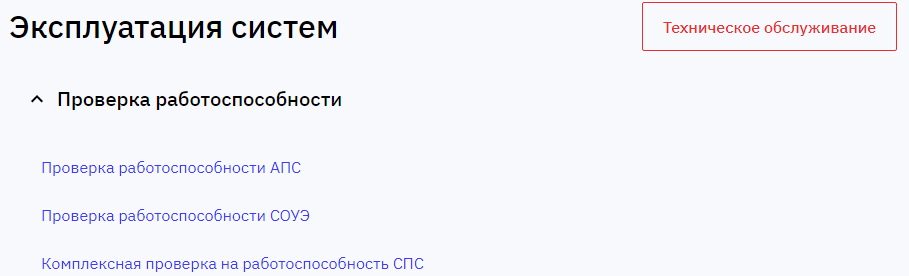 Эксплуатация систем
Техническое обслуживание
Проверка работоспособности
Проверка работоспособности АПС
Проверка работоспособности СОУЭ
Комплексная проверка на работоспособность СПС